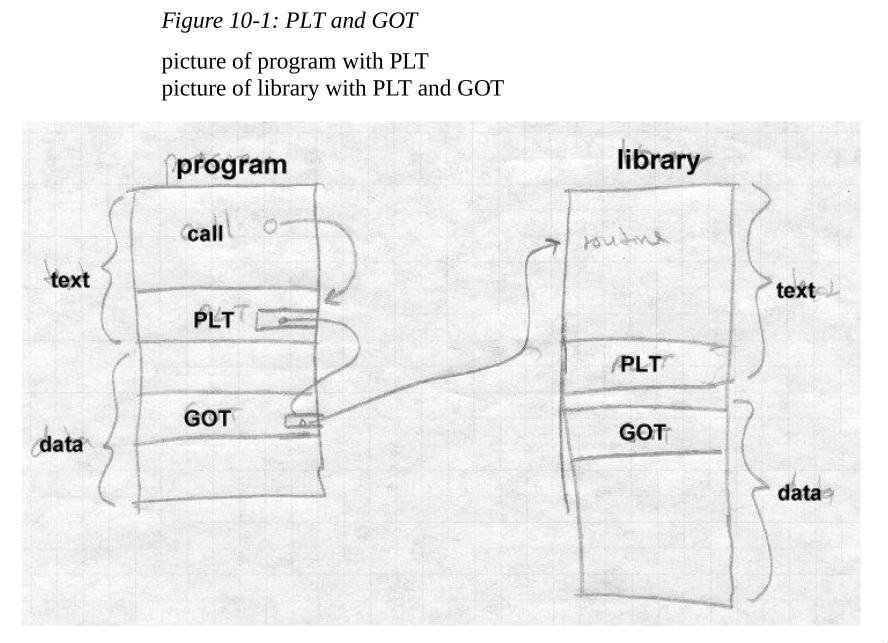 Figure 10-1: PLT and GOT
picture of program with PLT
picture of library with PLT and GOT
program
library
call
routine
text
text
PLT
PLT
GOT
GOT
data
data